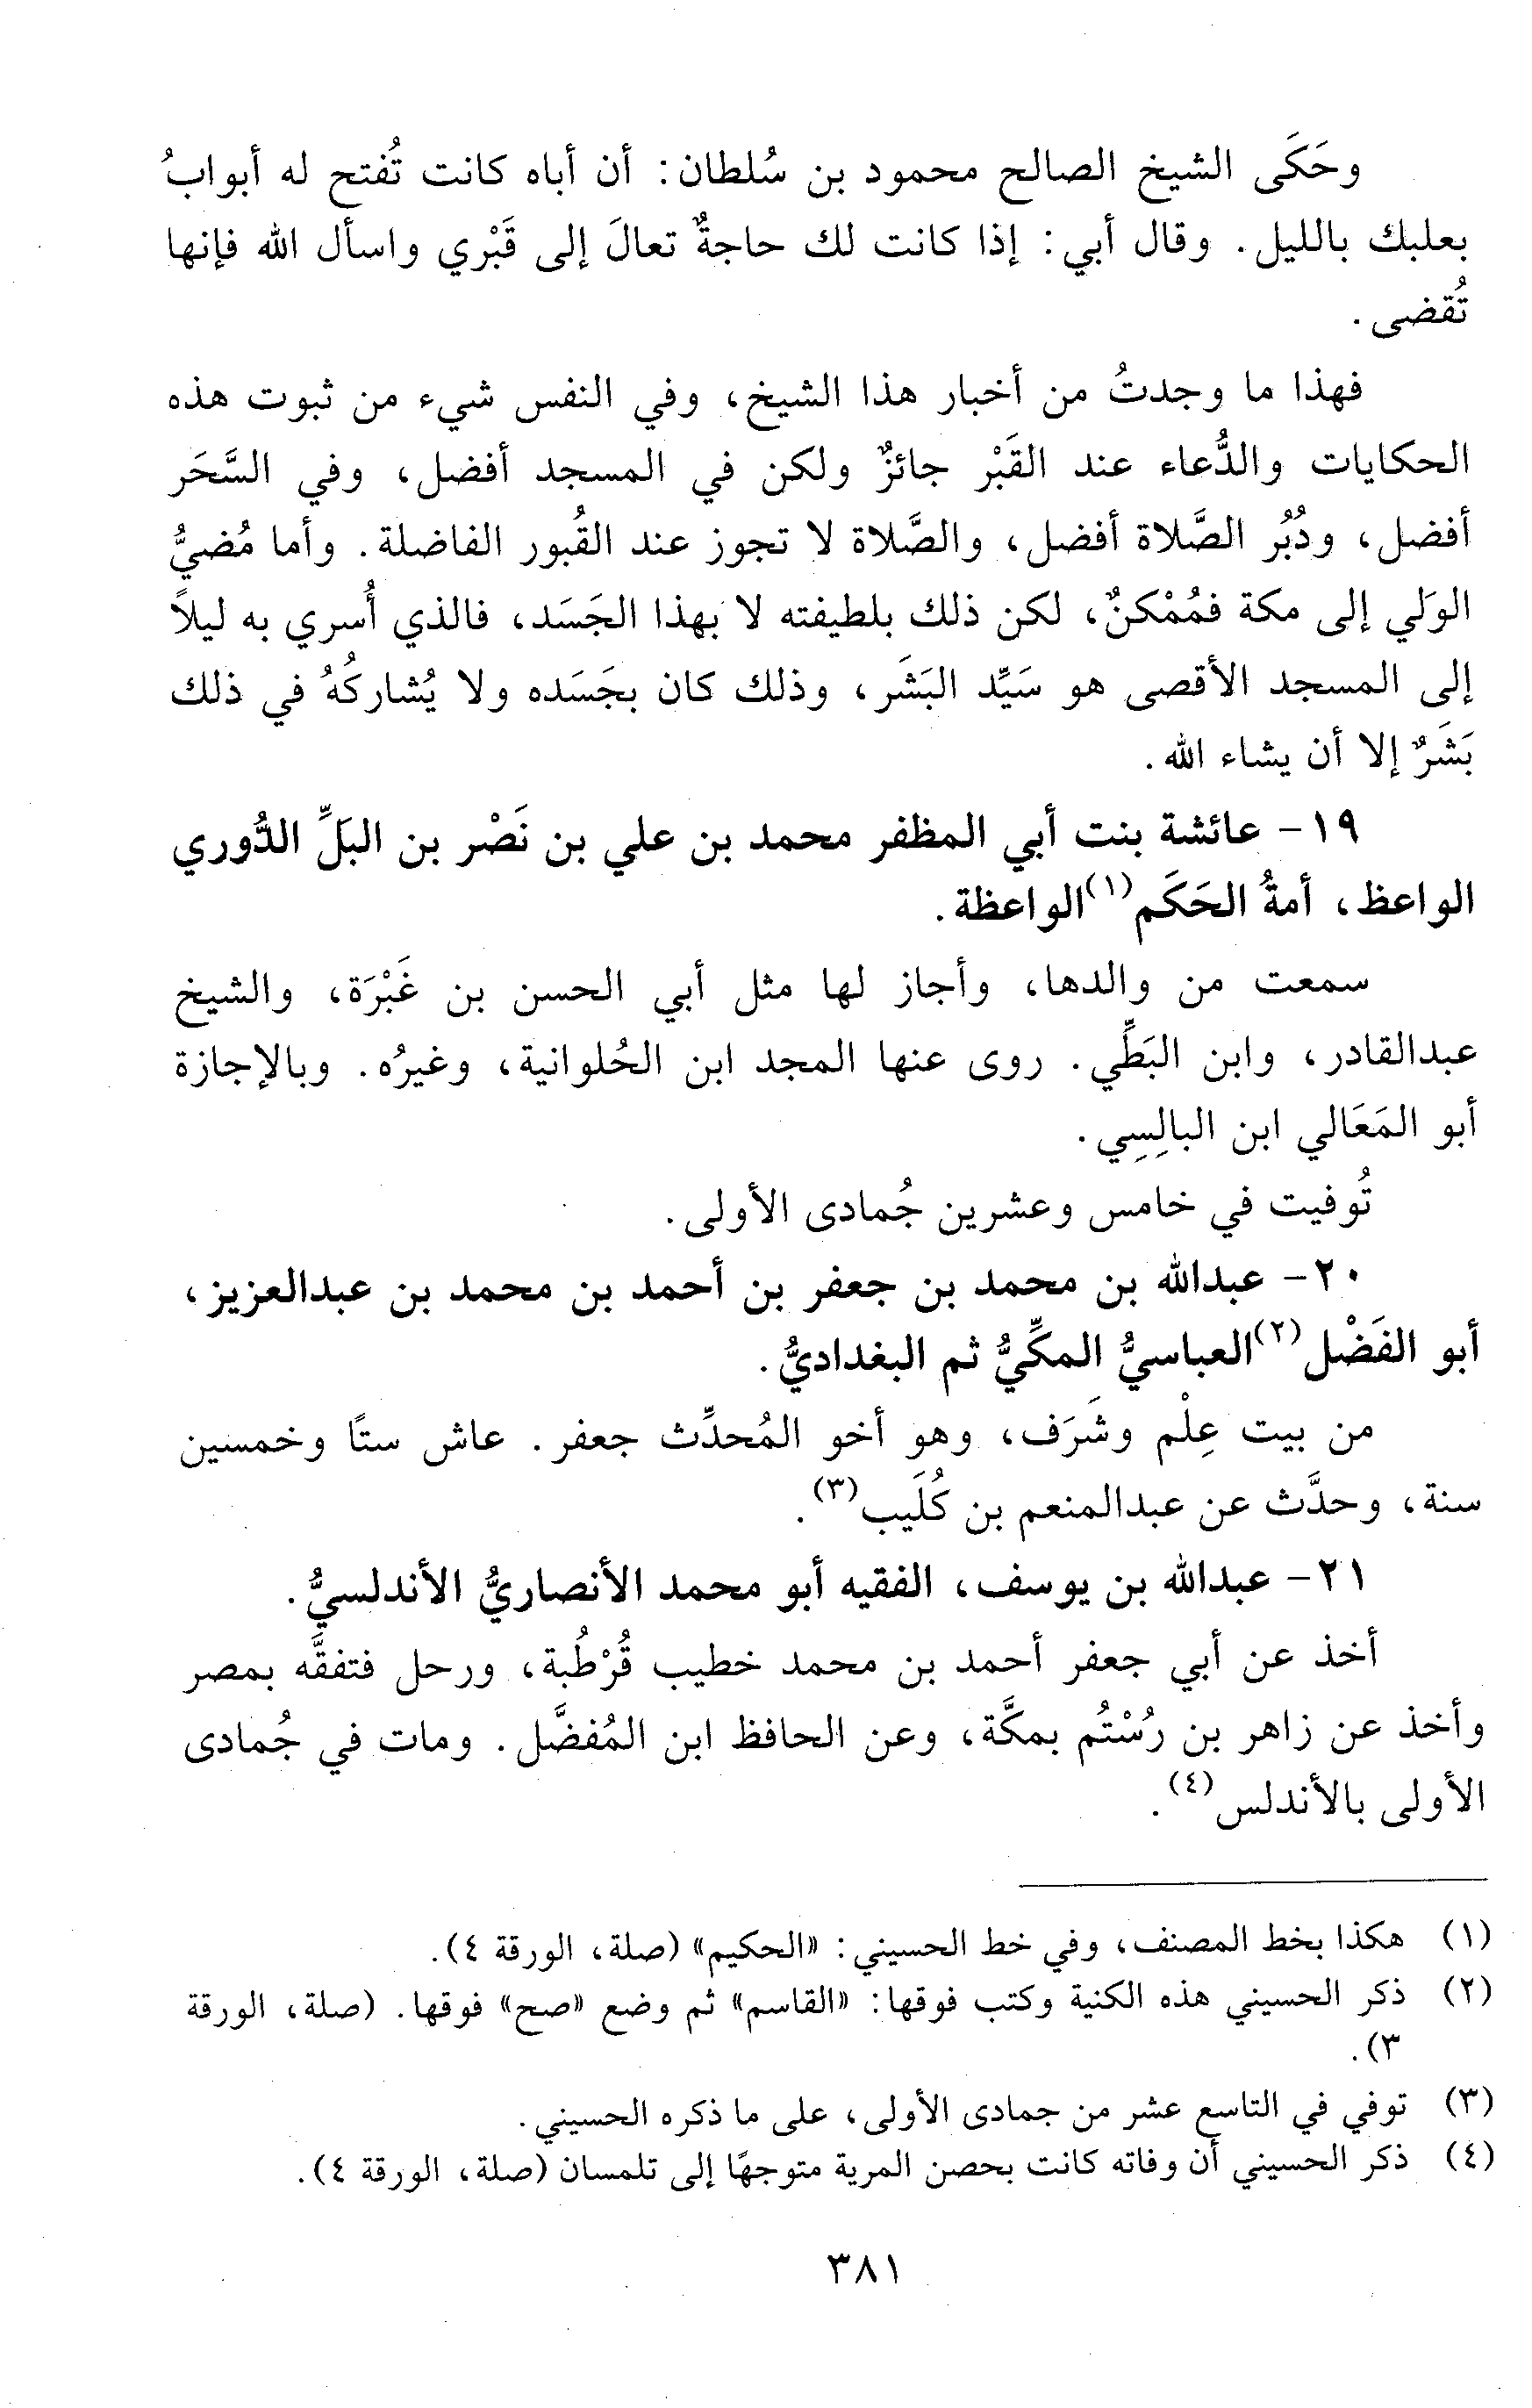 وحَكَى الشيخ الصالح محمود بن سُلطان: أن أباه كانت تُفتح له أبوابُ
بعلبك بالليل. وقال أبي: إذا كانت لك حاجةٌ تعالَ إلى قَبْري واسأل الله فإنها
تُقضى.
فهذا ما وجدتُ من أخبار هذا الشيخ، وفي النفس شيء من ثبوت هذه
الحكايات والدُّعاء عند القَبْر جائزٌ ولكن في المسجد أفضل، وفي السَّحَر
أفضل، ودُبُر الصَّلاة أفضل، والصَّلاة لا تجوز عند القُبور الفاضلة. وأما مُضيُّ
الوَلي إلى مكة فمُمْكنٌ، لكن ذلك بلطيفته لا بهذا الجَسَد، فالذي أُسري به ليلاً
إلى المسجد الأقصى هو سَيِّد البَشَر، وذلك كان بجَسَده ولا يُشاركُهُ في ذلك
بَشَرٌ إلا أن يشاء الله.
١٩- عائشة بنت أبي المظفر محمد بن علي بن نَصْر بن البَلِّ الدُّوري
الواعظ، أمةُ الحَكَم(١) الواعظة.
سمعت من والدها، وأجاز لها مثل أبي الحسن بن غَبْرَة، والشيخ
عبدالقادر، وابن البَطِّي. روى عنها المجد ابن الحُلوانية، وغيرُه. وبالإجازة
أبو المَعَالي ابن البالِسِي.
تُوفيت في خامس وعشرين جُمادى الأولى.
٢٠- عبدالله بن محمد بن جعفر بن أحمد بن محمد بن عبدالعزيز،
أبو الفَضْل(٢) العباسيُّ المكِّيُّ ثم البغداديُّ.
من بيت عِلْم وشَرَف، وهو أخو المُحدِّث جعفر. عاش ستًا وخمسين
سنة، وحدَّث عن عبدالمنعم بن كُلَيب(٣).
٢١- عبدالله بن يوسف، الفقيه أبو محمد الأنصاريُّ الأندلسيُّ.
أخذ عن أبي جعفر أحمد بن محمد خطيب قُرْطُبة، ورحل فتفقَّه بمصر
وأخذ عن زاهر بن رُسْتُم بمكَّة، وعن الحافظ ابن المُفضَّل. ومات في جُمادى
الأولى بالأندلس(٤).
(١) هكذا بخط المصنف، وفي خط الحسيني: «الحكيم» (صلة، الورقة ٤).
(٢) ذكر الحسيني هذه الكنية وكتب فوقها: «القاسم» ثم وضع «صح» فوقها. (صلة، الورقة
٣).
(٣) توفي في التاسع عشر من جمادى الأولى، على ما ذكره الحسيني.
(٤) ذكر الحسيني أن وفاته كانت بحصن المرية متوجهًا إلى تلمسان (صلة، الورقة ٤).
٣٨١